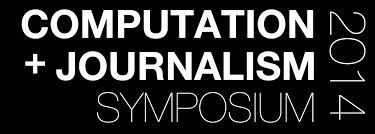 COMPUTATION
+ JOURNALISM
SYMPOSIUM
2014